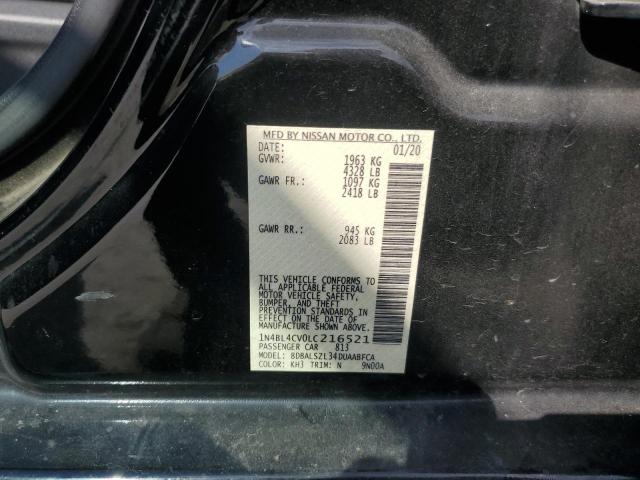 MFD BY NISSAN MOTOR CO., LTD.
DATE: 01/20
GVWR: 1963 KG
4328 LB
GAWR FR.: 1097 KG
2418 LB
GAWR RR.: 945 KG
2083 LB
THIS VEHICLE CONFORMS TO
ALL APPLICABLE FEDERAL
MOTOR VEHICLE SAFETY,
BUMPER, AND THEFT
PREVENTION STANDARDS IN
EFFECT ON THE DATE OF
MANUFACTURE SHOWN ABOVE.
1N4BL4CV0LC216521
PASSENGER CAR 813
MODEL: BDBALSZL34DUAABFCA
COLOR: KH3 TRIM: N 9N00A